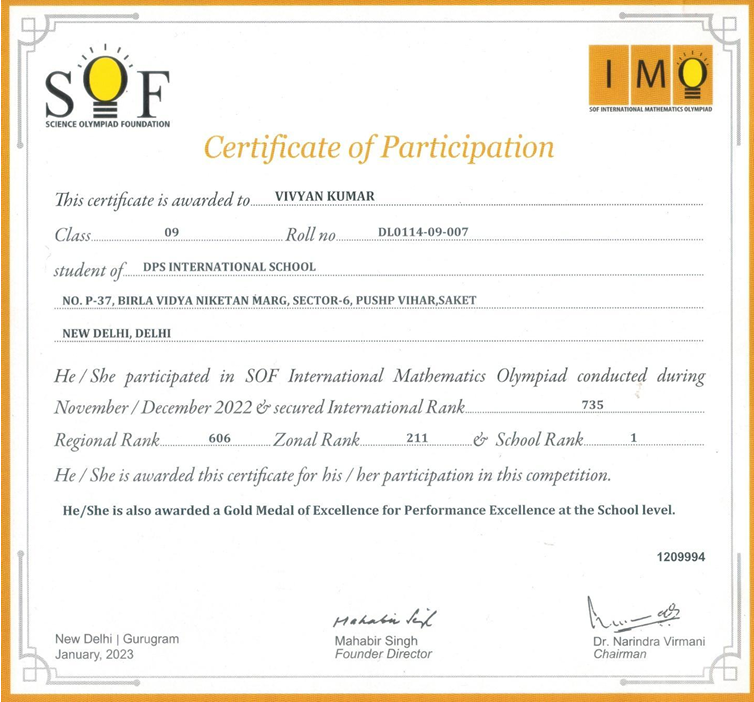 SOF
SCIENCE OLYMPIAD FOUNDATION
IMO
SOF INTERNATIONAL MATHEMATICS OLYMPIAD
Certificate of Participation
This certificate is awarded to VIVYAN KUMAR
Class 09 Roll no DL0114-09-007
student of DPS INTERNATIONAL SCHOOL
NO. P-37, BIRLA VIDYA NIKETAN MARG, SECTOR-6, PUSHP VIHAR,SAKET
NEW DELHI, DELHI
He / She participated in SOF International Mathematics Olympiad conducted during
November / December 2022 & secured International Rank 735
Regional Rank 606 Zonal Rank 211 & School Rank 1
He / She is awarded this certificate for his / her participation in this competition.
He/She is also awarded a Gold Medal of Excellence for Performance Excellence at the School level.
1209994
Mahabir Singh
New Delhi | Gurugram
January, 2023
Mahabir Singh
Founder Director
Dr. Narindra Virmani
Chairman